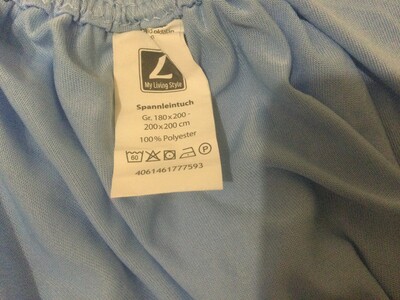 L
My Living Style
Spannleintuch
Gr. 180x200-
200x200 cm
100% Polyester
60 P
4061461777593